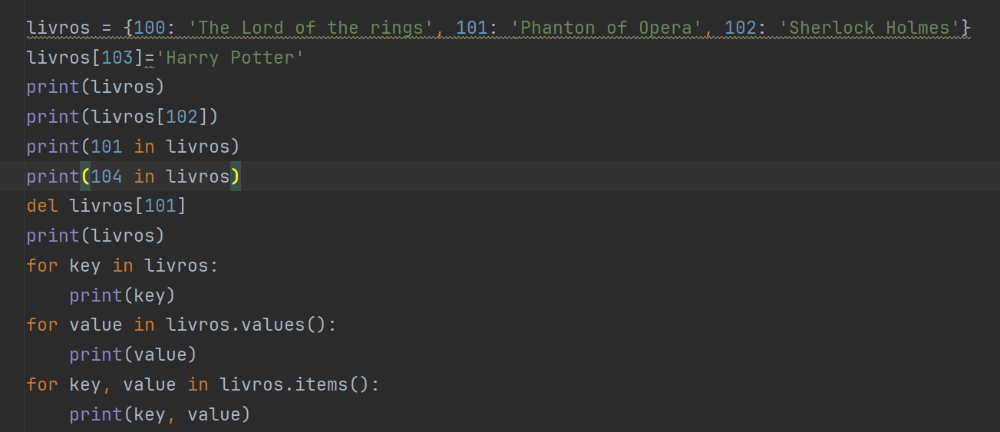 livros = {100: 'The Lord of the rings', 101: 'Phanton of Opera', 102: 'Sherlock Holmes'}
livros[103]='Harry Potter'
print(livros)
print(livros[102])
print(101 in livros)
print(104 in livros)
del livros[101]
print(livros)
for key in livros:
    print(key)
for value in livros.values():
    print(value)
for key, value in livros.items():
    print(key, value)